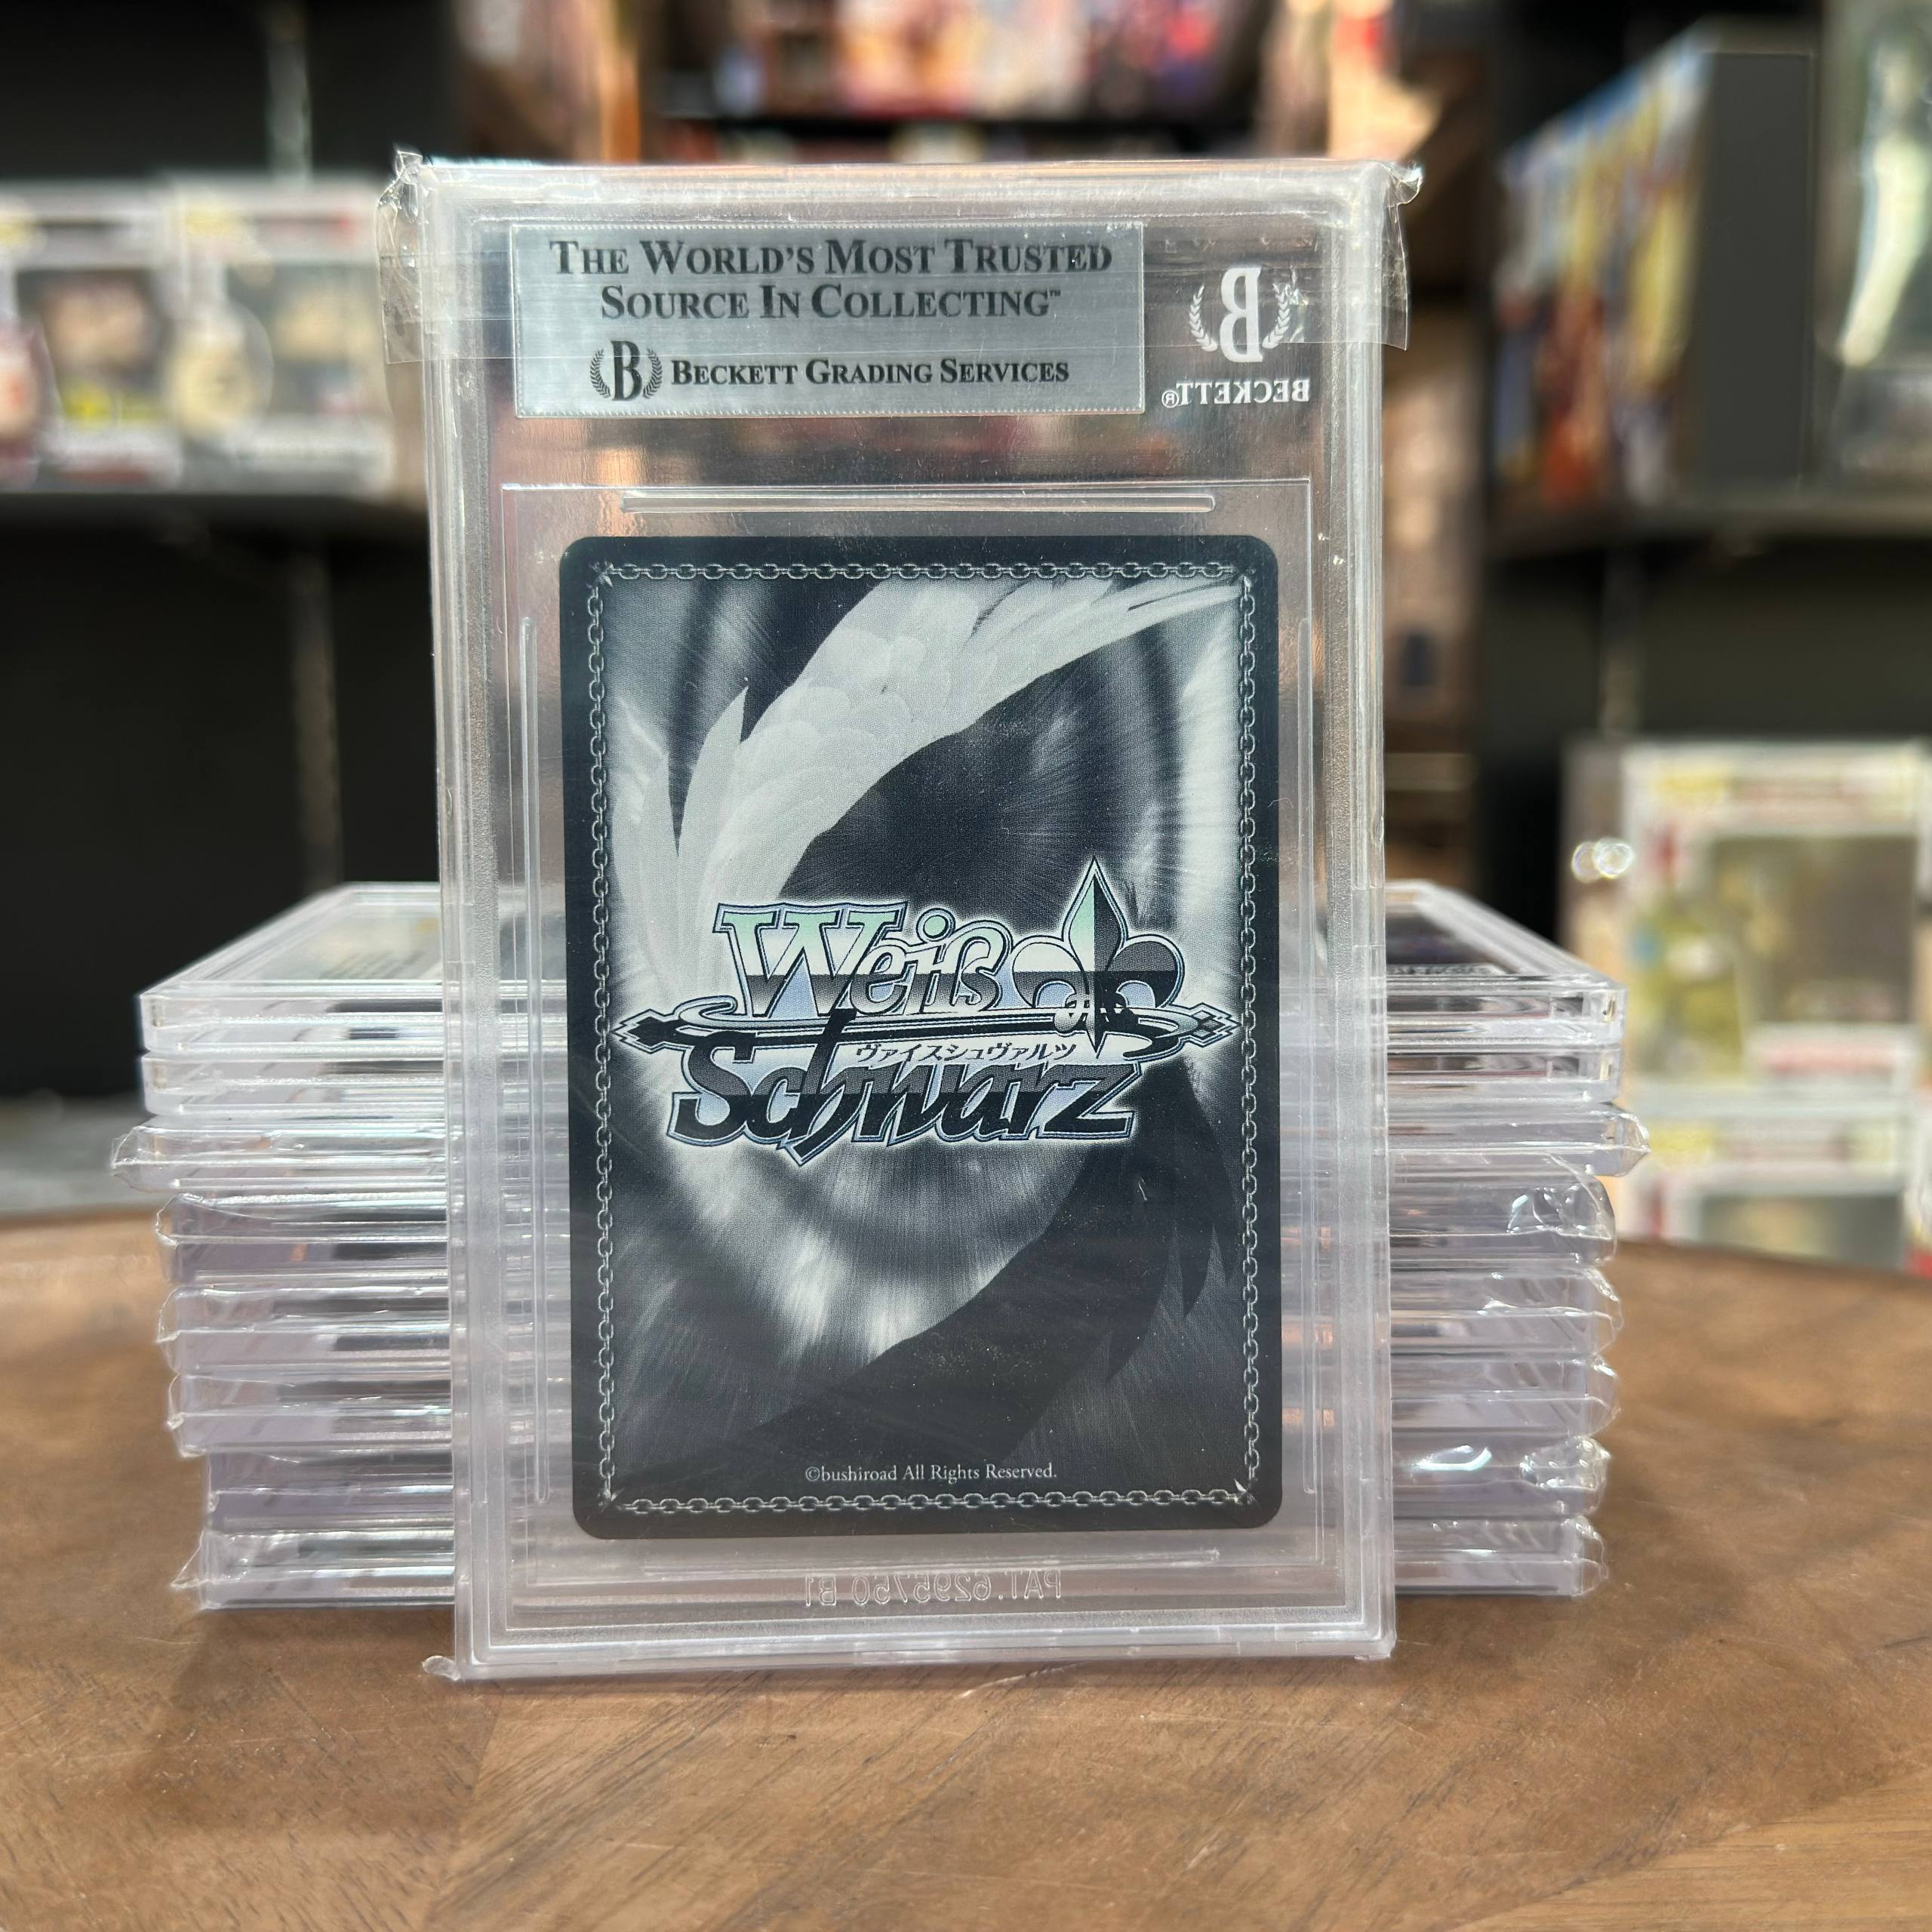 THE WORLD'S MOST TRUSTED
SOURCE IN COLLECTING™
B BECKETT GRADING SERVICES
B
BECKETT®
Weiß
ヴァイスシュヴァルツ
Schwarz
©bushiroad All Rights Reserved.
PAT.6295750 B1